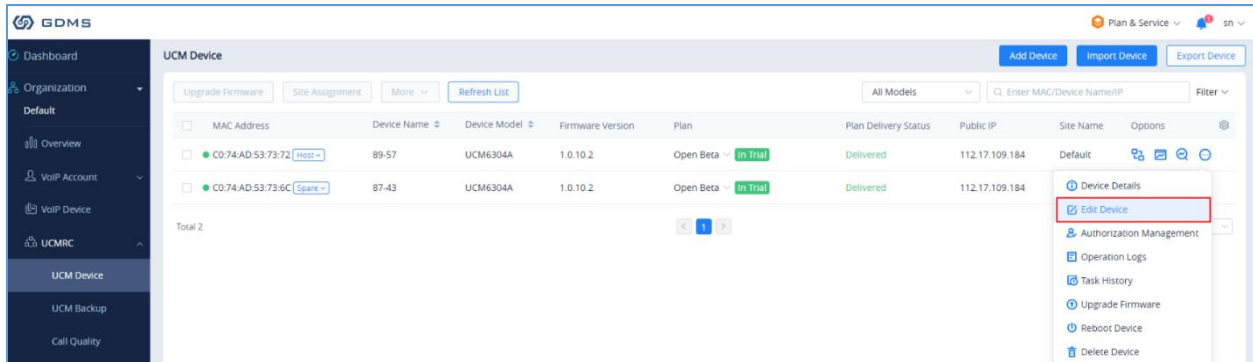 GDMS
Plan & Service
1
sn
Dashboard
Organization
Default
Overview
VoIP Account
VoIP Device
UCMRC
UCM Device
UCM Backup
Call Quality
UCM Device
Add Device
Import Device
Export Device
Upgrade Firmware
Site Assignment
More
Refresh List
All Models
Enter MAC/Device Name/IP
Filter
MAC Address Device Name Device Model Firmware Version Plan Plan Delivery Status Public IP Site Name Options
C0:74:AD:53:73:72 Host 89-57 UCM6304A 1.0.10.2 Open Beta In Trial Delivered 112.17.109.184 Default
C0:74:AD:53:73:6C Spare 87-43 UCM6304A 1.0.10.2 Open Beta In Trial Delivered 112.17.109.184
Total 2
< 1 >
Device Details
Edit Device
Authorization Management
Operation Logs
Task History
Upgrade Firmware
Reboot Device
Delete Device